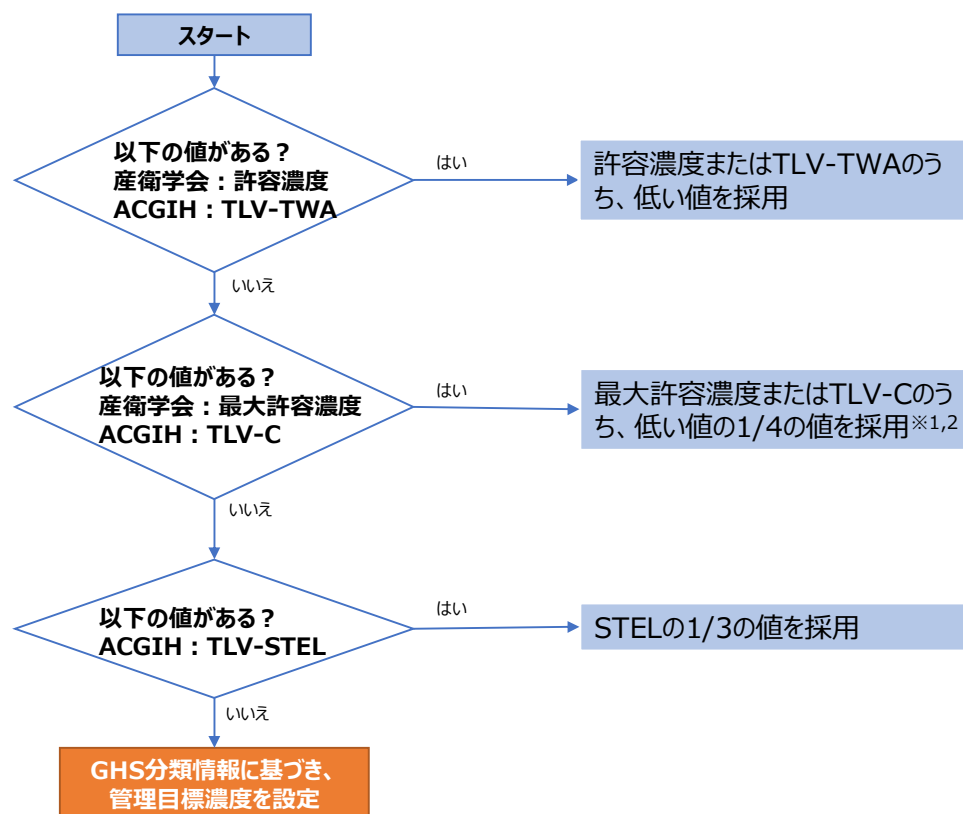 スタート
以下の値がある？
産衛学会：許容濃度
ACGIH：TLV-TWA
はい
許容濃度またはTLV-TWAのう
ち、低い値を採用
いいえ
以下の値がある？
産衛学会：最大許容濃度
ACGIH：TLV-C
はい
最大許容濃度またはTLV-Cのう
ち、低い値の1/4の値を採用※1,2
いいえ
以下の値がある？
ACGIH：TLV-STEL
はい
STELの1/3の値を採用
いいえ
GHS分類情報に基づき、
管理目標濃度を設定